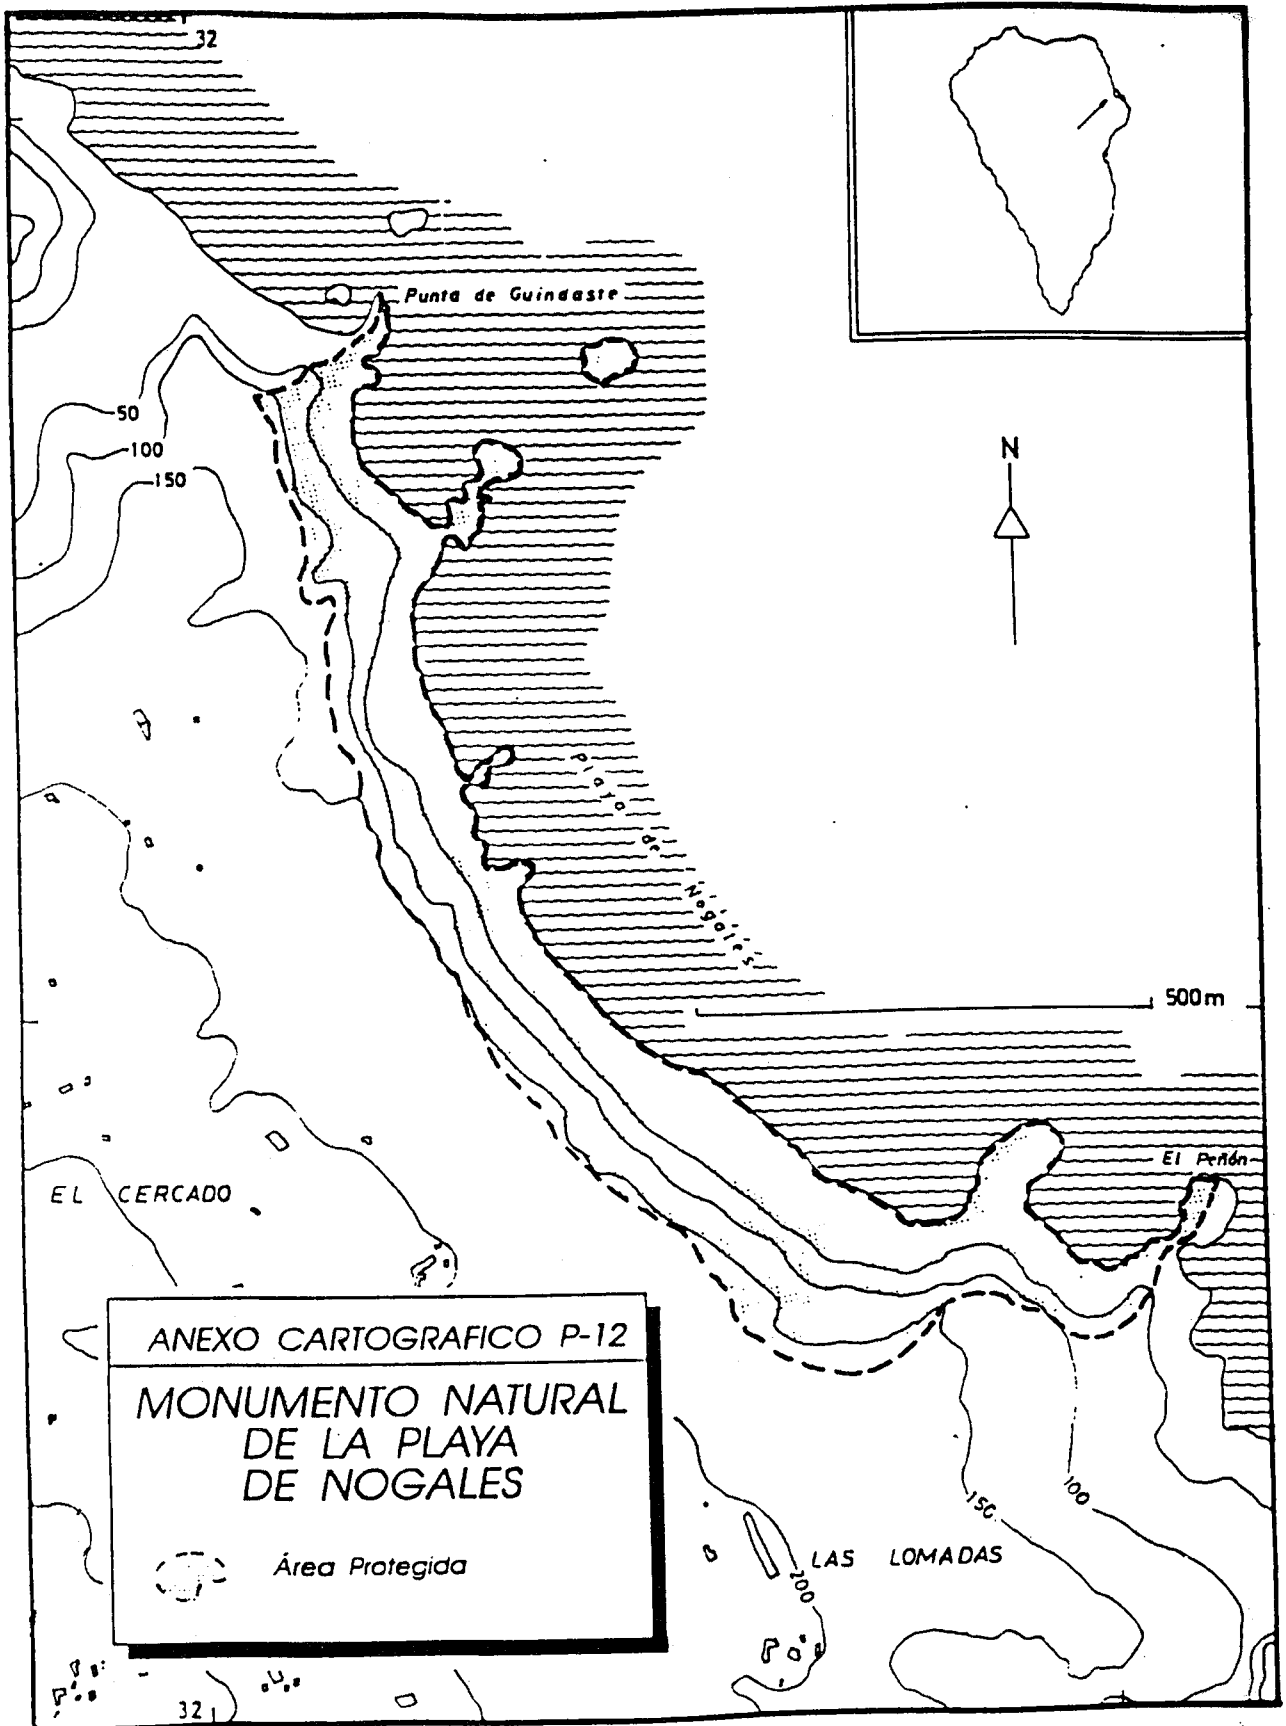 32
Punta de Guindaste
50
100
150
N
Playa de Nogales
500m
El Peñón
EL CERCADO
ANEXO CARTOGRAFICO P-12
MONUMENTO NATURAL
DE LA PLAYA
DE NOGALES
Área Protegida
150
100
LAS LOMADAS
200
32